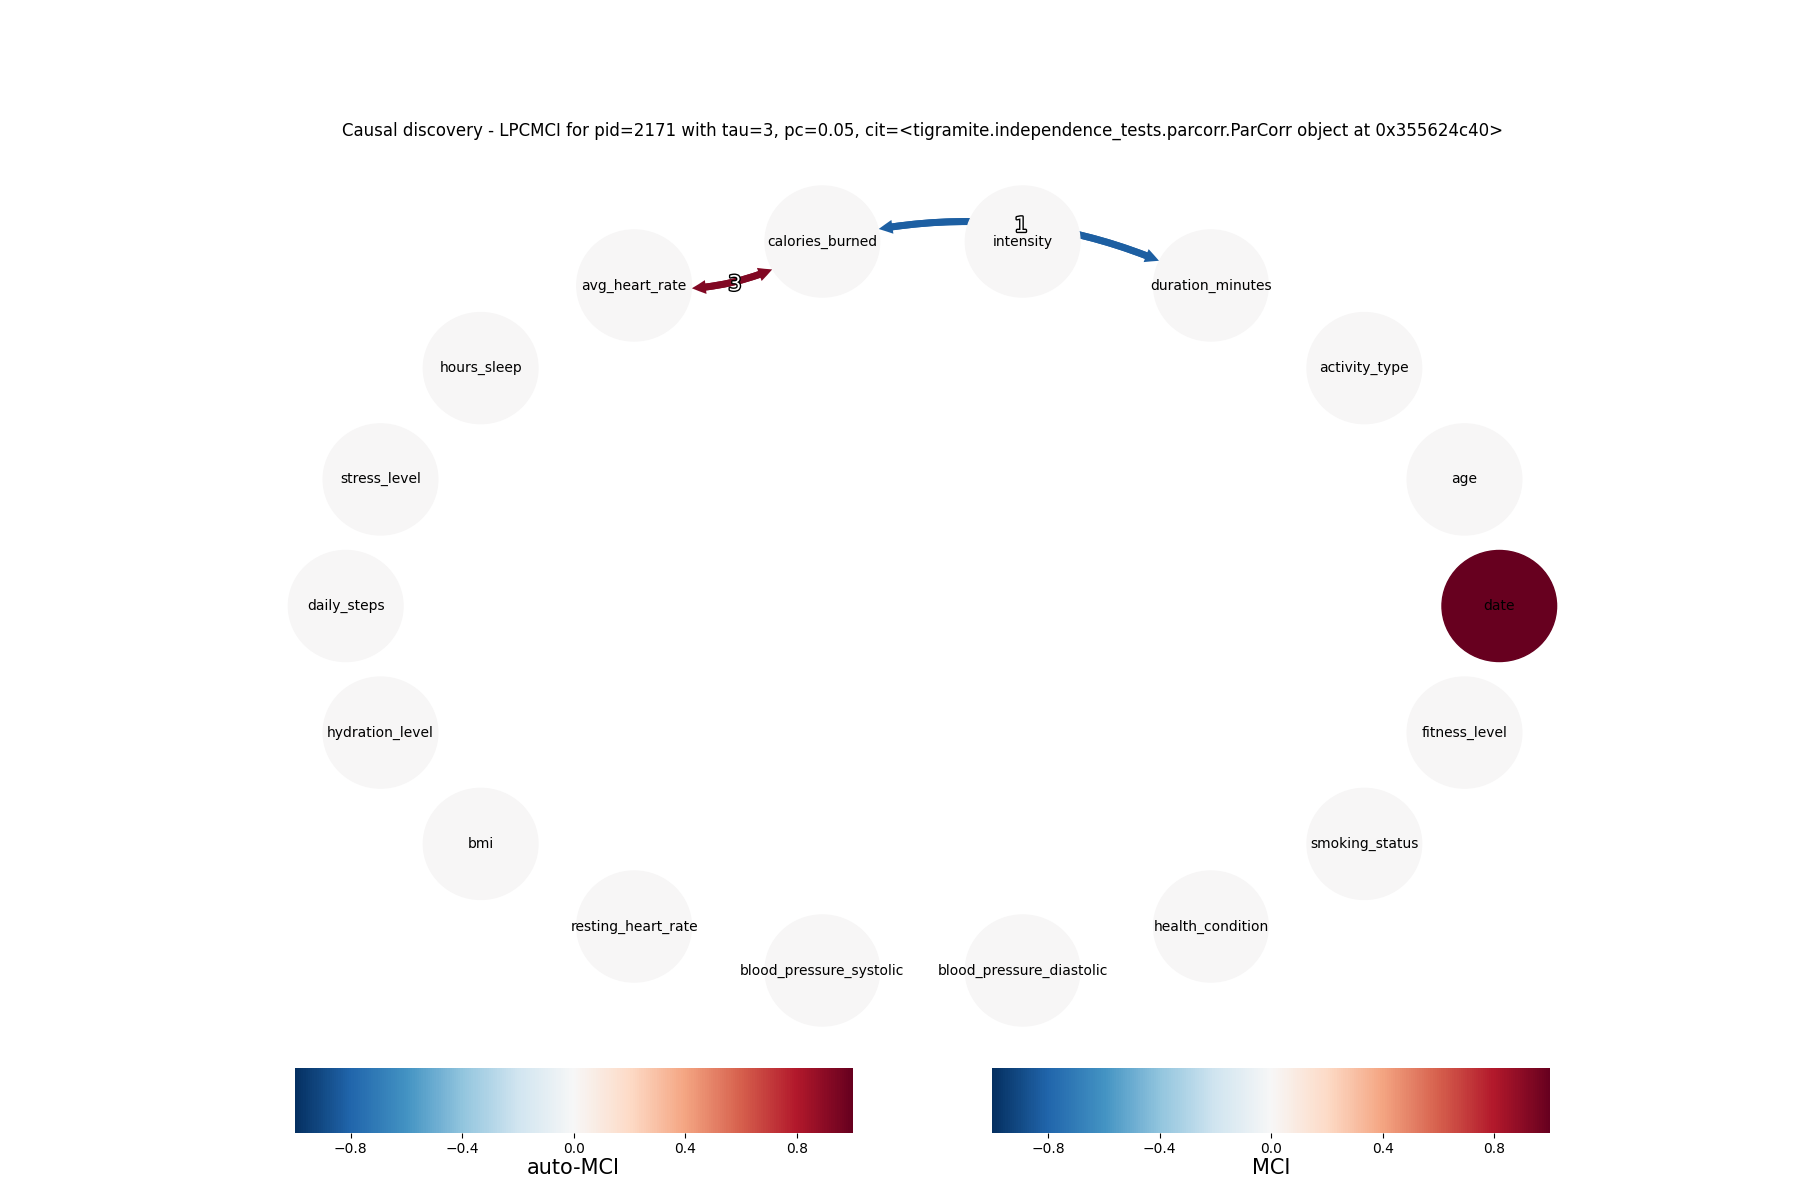 Causal discovery - LPCMCI for pid=2171 with tau=3, pc=0.05, cit=<tigramite.independence_tests.parcorr.ParCorr object at 0x355624c40>
1
calories_burned
intensity
3
avg_heart_rate
duration_minutes
hours_sleep
activity_type
stress_level
age
daily_steps
date
hydration_level
fitness_level
bmi
smoking_status
resting_heart_rate
health_condition
blood_pressure_systolic
blood_pressure_diastolic
−0.8 −0.4 0.0 0.4 0.8
auto-MCI
−0.8 −0.4 0.0 0.4 0.8
MCI